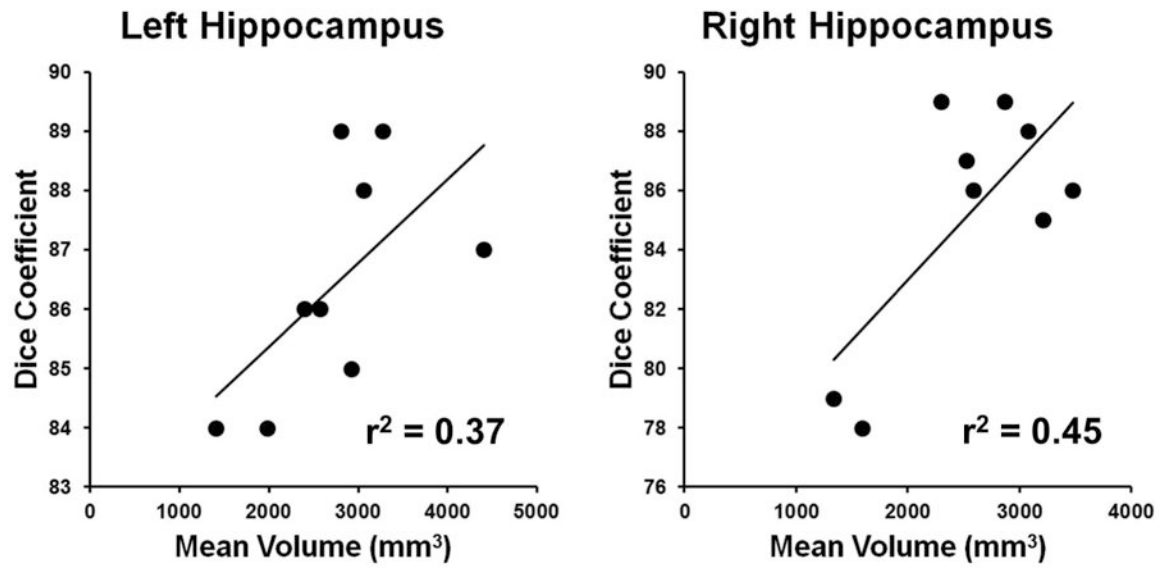 Left Hippocampus
Dice Coefficient
90
89
88
87
86
85
84
83
0 1000 2000 3000 4000 5000
Mean Volume (mm³)
r² = 0.37
Right Hippocampus
Dice Coefficient
90
88
86
84
82
80
78
76
0 1000 2000 3000 4000
Mean Volume (mm³)
r² = 0.45